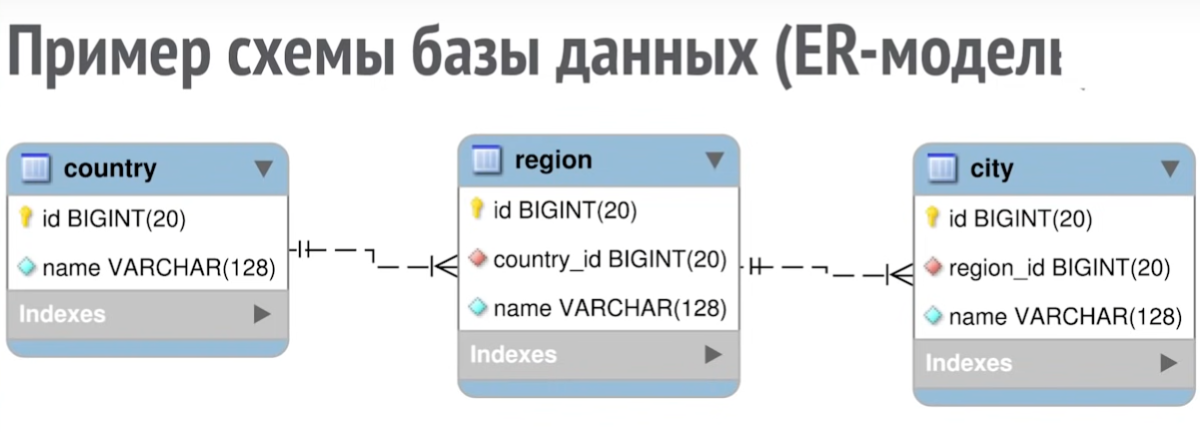 Пример схемы базы данных (ER-модель
country
id BIGINT(20)
name VARCHAR(128)
Indexes
region
id BIGINT(20)
country_id BIGINT(20)
name VARCHAR(128)
Indexes
city
id BIGINT(20)
region_id BIGINT(20)
name VARCHAR(128)
Indexes